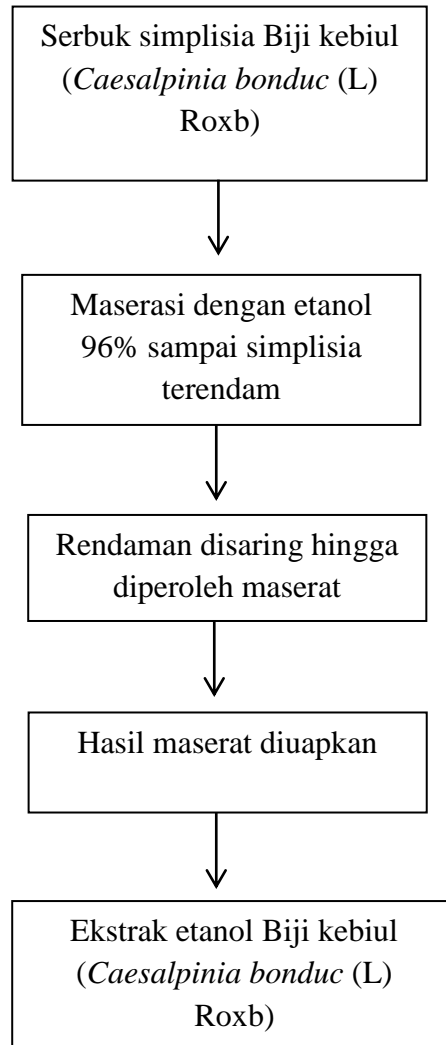 Serbuk simplisia Biji kebiul
(Caesalpinia bonduc (L)
Roxb)
Maserasi dengan etanol
96% sampai simplisia
terendam
Rendaman disaring hingga
diperoleh maserat
Hasil maserat diuapkan
Ekstrak etanol Biji kebiul
(Caesalpinia bonduc (L)
Roxb)